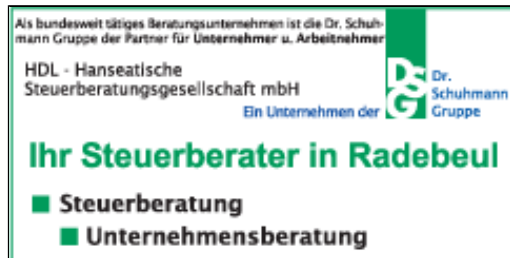 Als bundesweit tätiges Beratungsunternehmen ist die Dr. Schuh-
mann Gruppe der Partner für Unternehmer u. Arbeitnehmer
HDL - Hanseatische
Steuerberatungsgesellschaft mbH
Ein Unternehmen der
DSG
Dr.
Schuhmann
Gruppe
Ihr Steuerberater in Radebeul
Steuerberatung
Unternehmensberatung